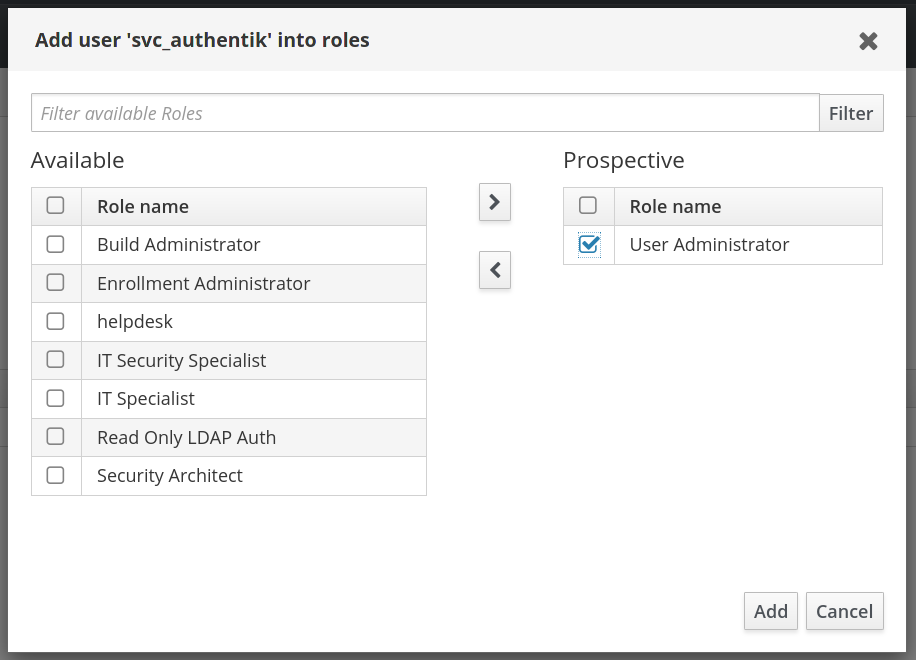 Add user 'svc_authentik' into roles
Filter available Roles
Filter
Available
Role name
Build Administrator
Enrollment Administrator
helpdesk
IT Security Specialist
IT Specialist
Read Only LDAP Auth
Security Architect
Prospective
Role name
User Administrator
Add
Cancel